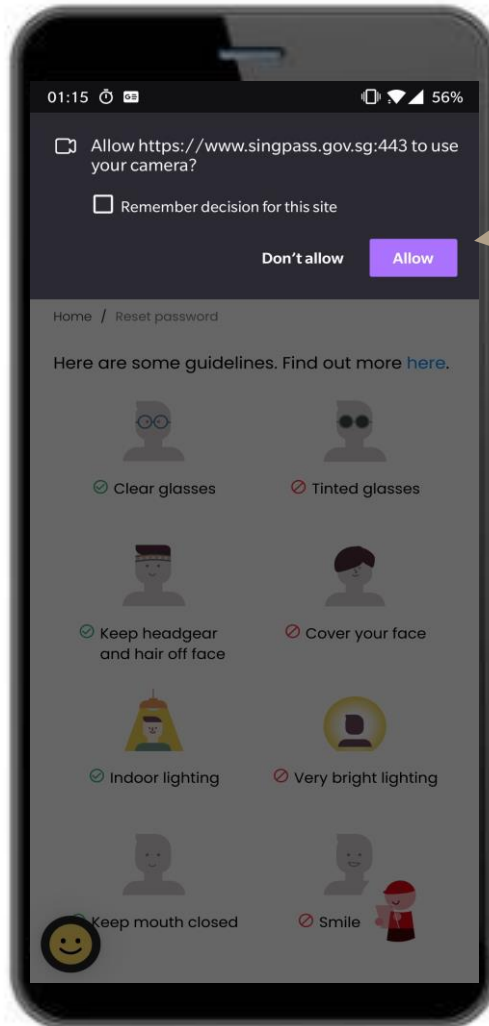 01:15 56%
Allow https://www.singpass.gov.sg:443 to use
your camera?
Remember decision for this site
Don't allow Allow
Home / Reset password
Here are some guidelines. Find out more here.
Clear glasses Tinted glasses
Keep headgear Cover your face
and hair off face
Indoor lighting Very bright lighting
Keep mouth closed Smile